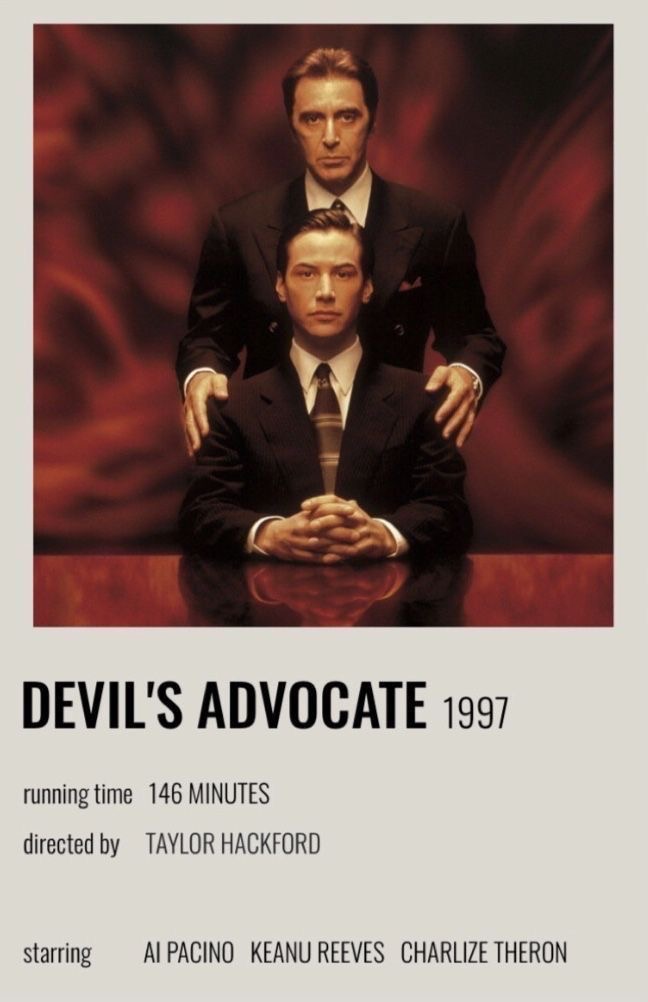 DEVIL'S ADVOCATE 1997
running time 146 MINUTES
directed by TAYLOR HACKFORD
starring AI PACINO KEANU REEVES CHARLIZE THERON